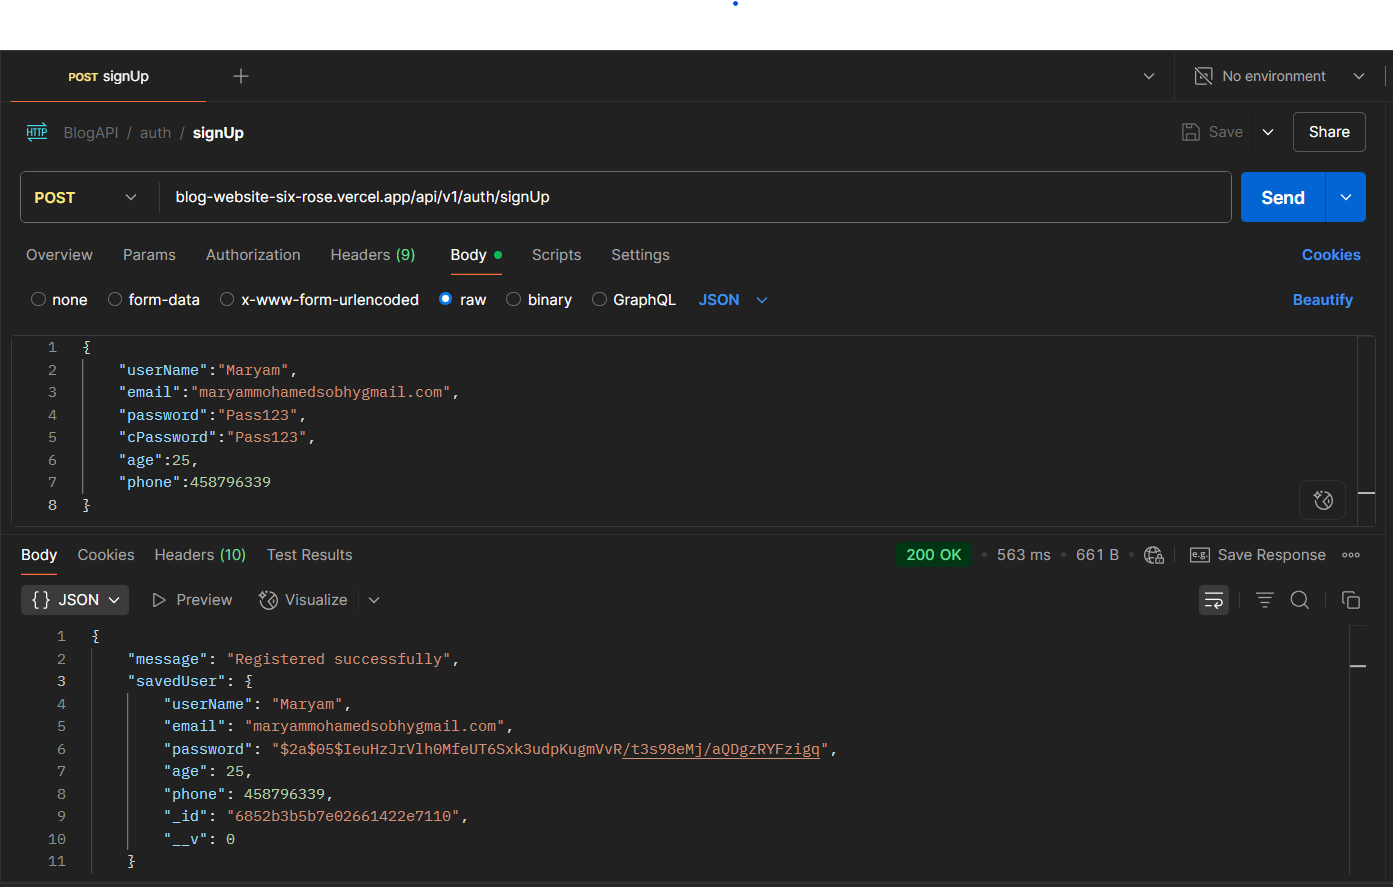 POST signUp
No environment
HTTP BlogAPI / auth / signUp
Save
Share
POST
blog-website-six-rose.vercel.app/api/v1/auth/signUp
Send
Overview Params Authorization Headers (9) Body Scripts Settings
Cookies
none form-data x-www-form-urlencoded raw binary GraphQL JSON
Beautify
1 {
2 "userName":"Maryam",
3 "email":"maryammohamedsobhygmail.com",
4 "password":"Pass123",
5 "cPassword":"Pass123",
6 "age":25,
7 "phone":458796339
8 }
Body Cookies Headers (10) Test Results
200 OK • 563 ms • 661 B •
e.g. Save Response
{} JSON Preview Visualize
1 {
2 "message": "Registered successfully",
3 "savedUser": {
4 "userName": "Maryam",
5 "email": "maryammohamedsobhygmail.com",
6 "password": "$2a$05$IeuHzJrVlh0MfeUT6Sxk3udpKugmVvR/t3s98eMj/aQDgzRYFzigq",
7 "age": 25,
8 "phone": 458796339,
9 "_id": "6852b3b5b7e02661422e7110",
10 "__v": 0
11 }